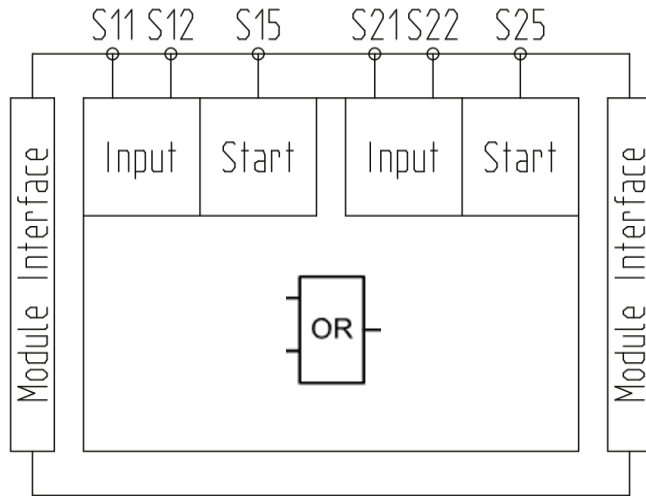 S11 S12 S15 S21 S22 S25
Input Start Input Start
Module Interface
OR
Module Interface